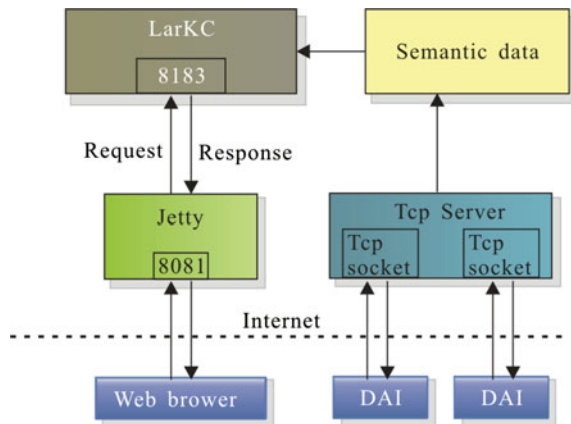 LarKC
8183
Semantic data
Request
Response
Jetty
8081
Tcp Server
Tcp
socket
Tcp
socket
Internet
Web brower
DAI
DAI